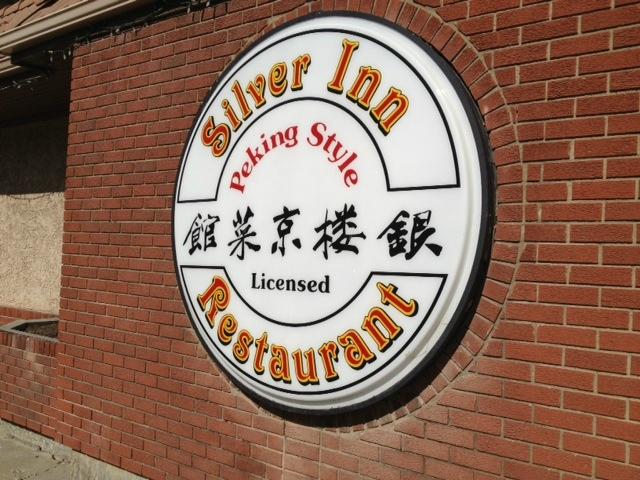 Silver Inn
Peking Style
館菜京楼銀
Licensed
Restaurant